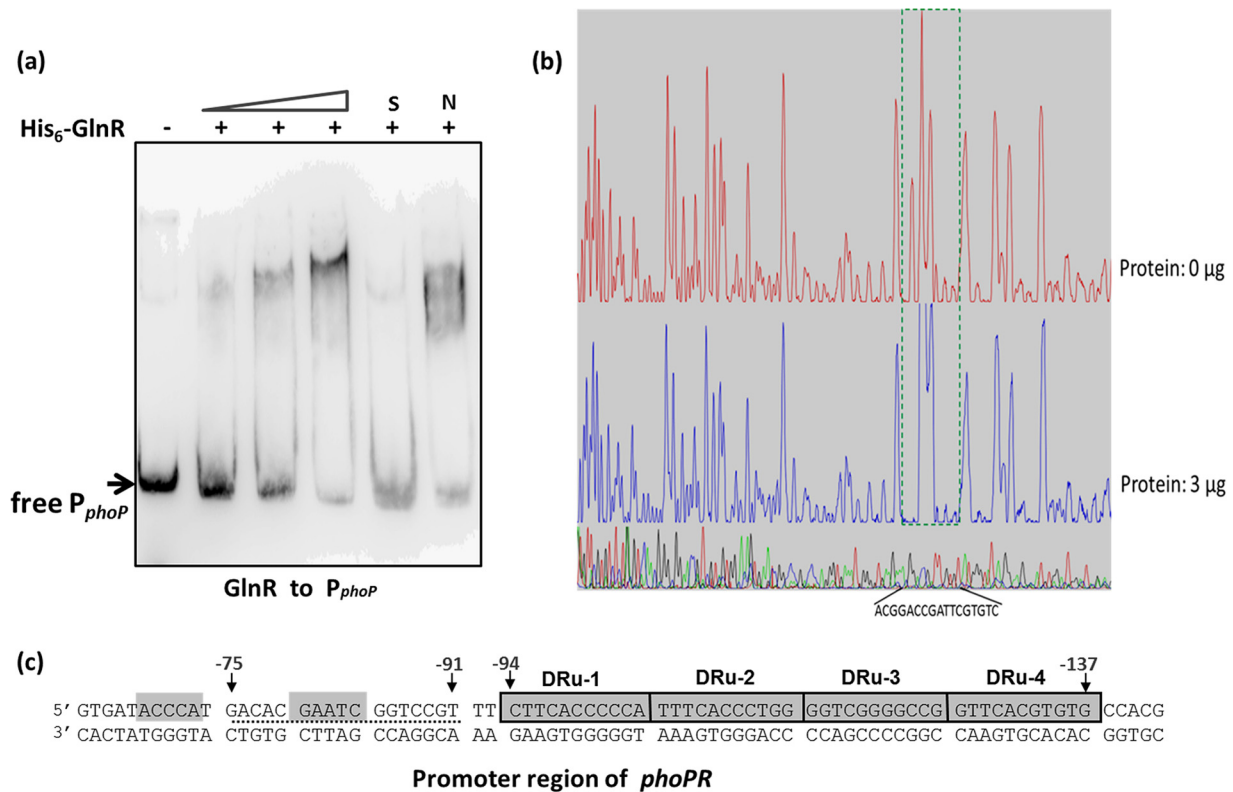 (a)
S N
His6-GlnR - + + + + +
free PphoP
GlnR to PphoP
(b)
Protein: 0 µg
Protein: 3 µg
ACGGACCGATTCGTGTC
(c)
-75 -91 -94 DRu-1 DRu-2 DRu-3 DRu-4 -137
5’ GTGATACCCAT GACACGAATC GGTCCGT TT CTTCACCCCCA TTTCACCCTGG GGTCGGGGCCG GTTCACGTGTG CCACG
3’ CACTATGGGTA CTGTG CTTAG CCAGGCA AA GAAGTGGGGGT AAAGTGGGACC CCAGCCCCGGC CAAGTGCACAC GGTGC
Promoter region of phoPR